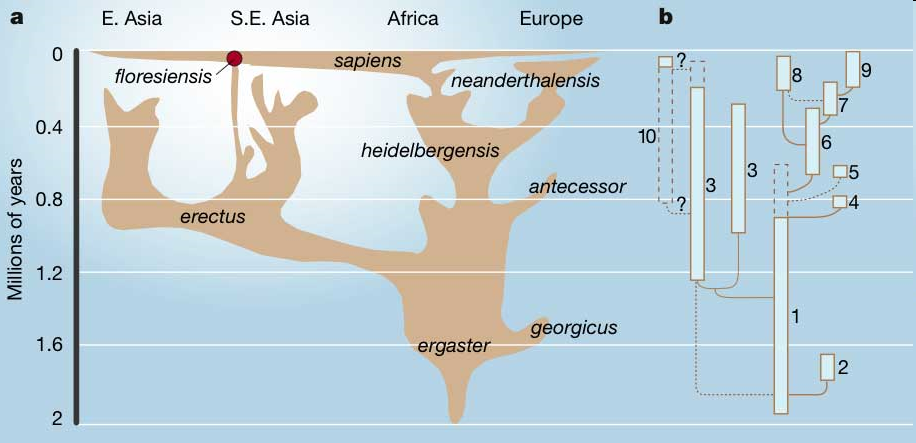 a
E. Asia
S.E. Asia
Africa
Europe
b
0
0.4
0.8
1.2
1.6
2
Millions of years
sapiens
floresiensis
neanderthalensis
heidelbergensis
antecessor
erectus
georgicus
ergaster
?
8
9
7
10
6
3
3
5
?
4
1
2